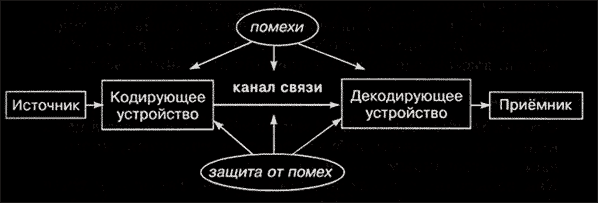 помехи
канал связи
Источник
Кодирующее
устройство
Декодирующее
устройство
Приёмник
защита от помех